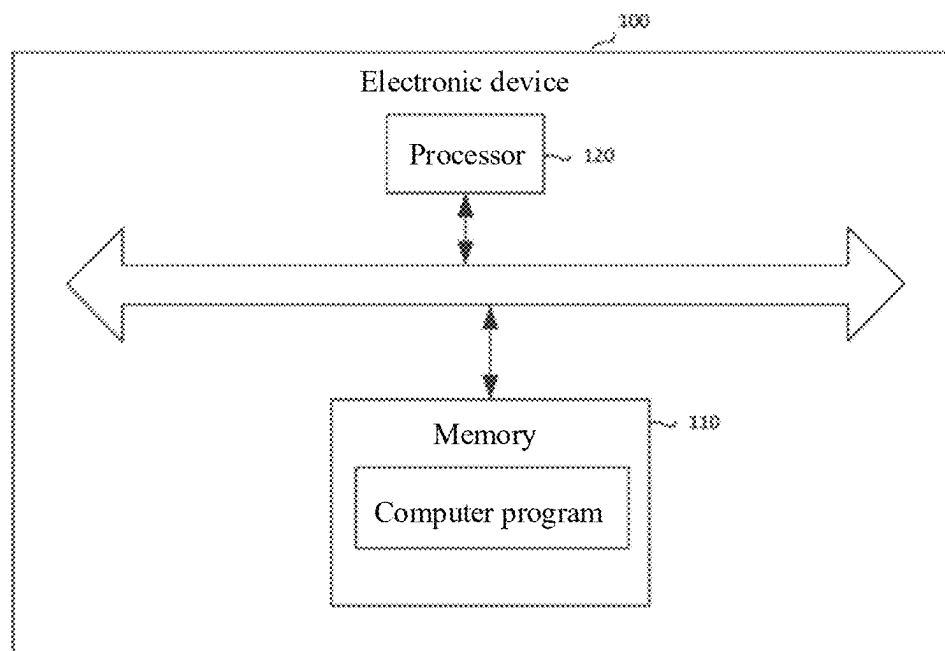 100
Electronic device
Processor
120
Memory
110
Computer program